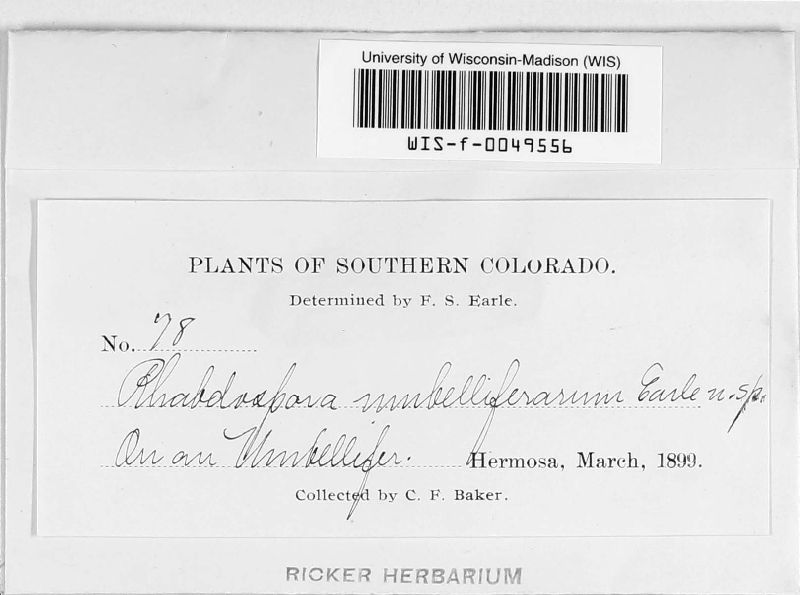 University of Wisconsin-Madison (WIS)
WIS-f-0049556
PLANTS OF SOUTHERN COLORADO.
Determined by F. S. Earle.
No. 78
Rhabdospora umbelliferarum Earle n. sp.
On an Umbellifer. Hermosa, March, 1899.
Collected by C. F. Baker.
RICKER HERBARIUM